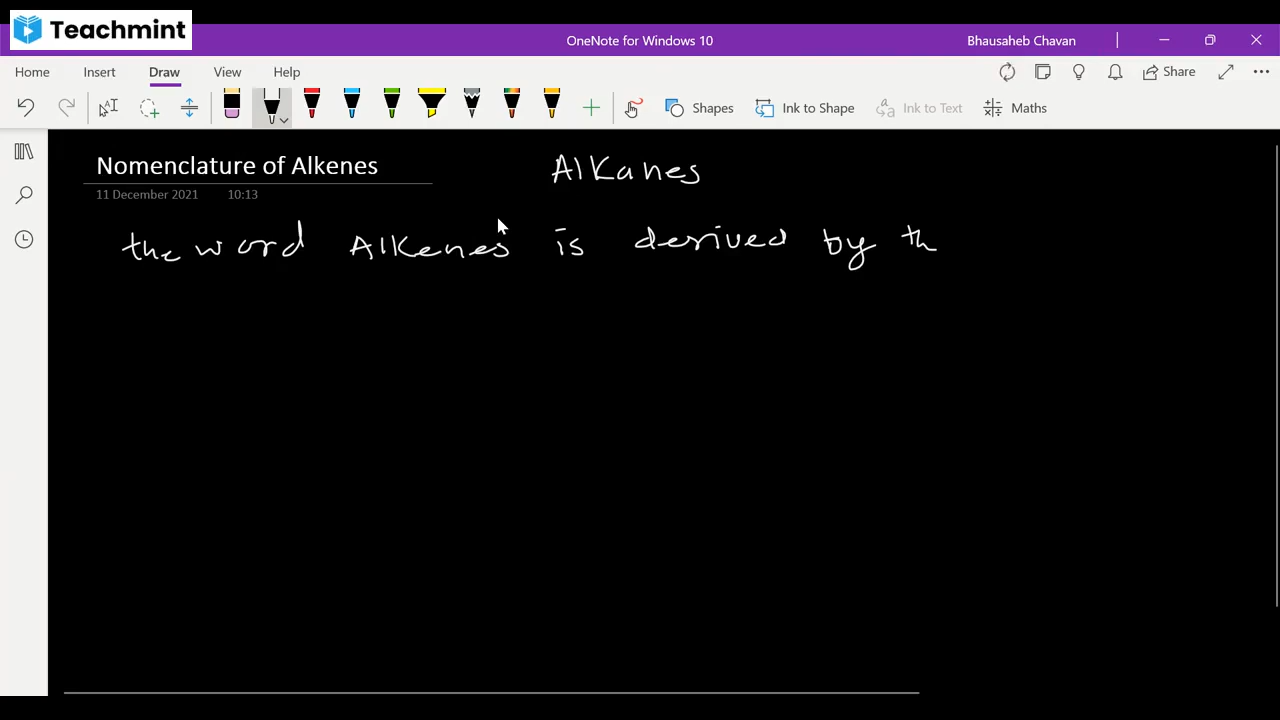 Teachmint
OneNote for Windows 10
Bhausaheb Chavan
Home Insert Draw View Help
Share
Shapes Ink to Shape Ink to Text Maths
Nomenclature of Alkenes
Alkanes
11 December 2021 10:13
the word Alkenes is derived by th